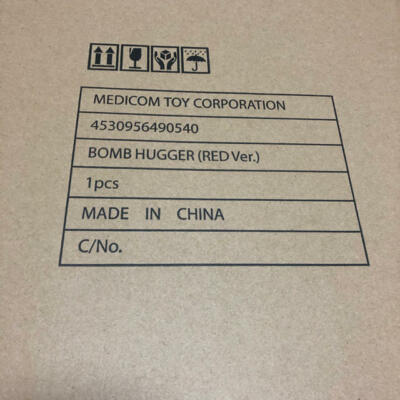 MEDICOM TOY CORPORATION
4530956490540
BOMB HUGGER (RED Ver.)
1pcs
MADE IN CHINA
C/No.